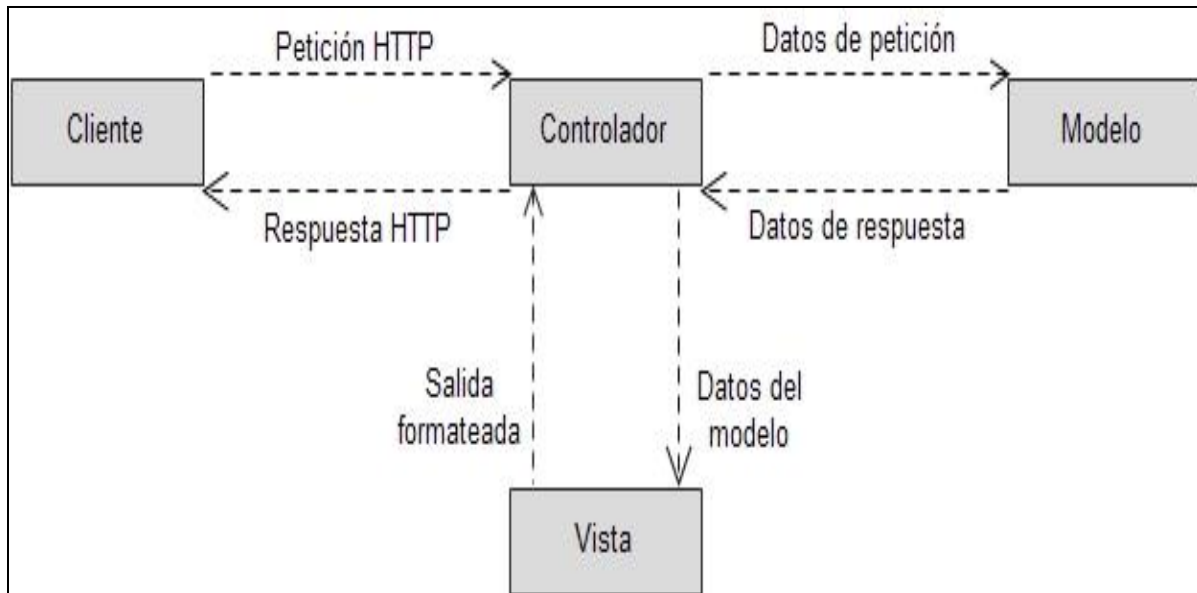 Petición HTTP
Datos de petición
Cliente
Controlador
Modelo
Respuesta HTTP
Datos de respuesta
Salida
formateada
Datos del
modelo
Vista